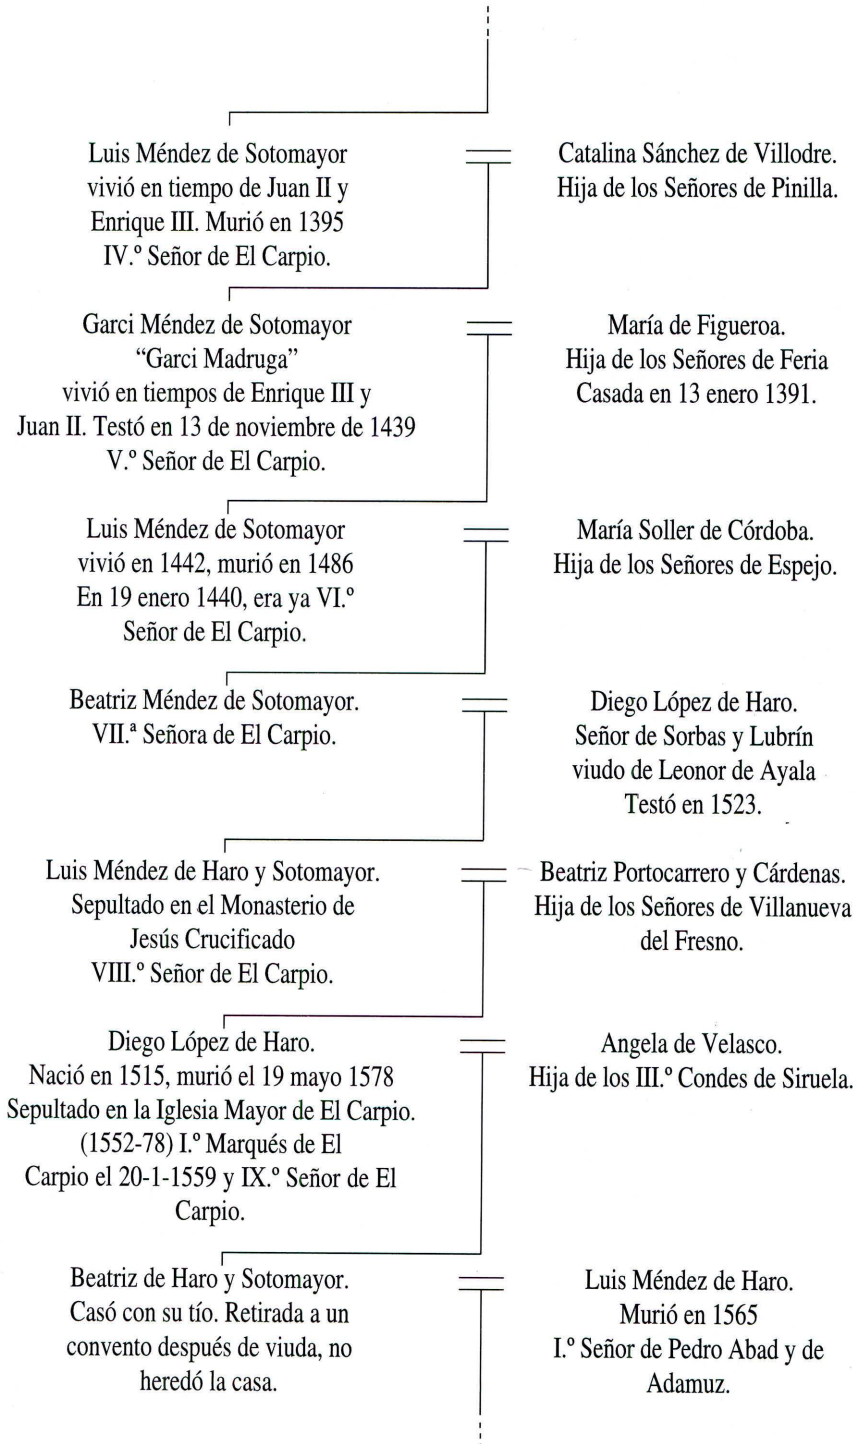 Luis Méndez de Sotomayor
vivió en tiempo de Juan II y
Enrique III. Murió en 1395
IV.º Señor de El Carpio.
Catalina Sánchez de Villodre.
Hija de los Señores de Pinilla.
Garci Méndez de Sotomayor
“Garci Madruga”
vivió en tiempos de Enrique III y
Juan II. Testó en 13 de noviembre de 1439
V.º Señor de El Carpio.
María de Figueroa.
Hija de los Señores de Feria
Casada en 13 enero 1391.
Luis Méndez de Sotomayor
vivió en 1442, murió en 1486
En 19 enero 1440, era ya VI.º
Señor de El Carpio.
María Soller de Córdoba.
Hija de los Señores de Espejo.
Beatriz Méndez de Sotomayor.
VII.ª Señora de El Carpio.
Diego López de Haro.
Señor de Sorbas y Lubrín
viudo de Leonor de Ayala
Testó en 1523.
Luis Méndez de Haro y Sotomayor.
Sepultado en el Monasterio de
Jesús Crucificado
VIII.º Señor de El Carpio.
Beatriz Portocarrero y Cárdenas.
Hija de los Señores de Villanueva
del Fresno.
Diego López de Haro.
Nació en 1515, murió el 19 mayo 1578
Sepultado en la Iglesia Mayor de El Carpio.
(1552-78) I.º Marqués de El
Carpio el 20-1-1559 y IX.º Señor de El
Carpio.
Angela de Velasco.
Hija de los III.º Condes de Siruela.
Beatriz de Haro y Sotomayor.
Casó con su tío. Retirada a un
convento después de viuda, no
heredó la casa.
Luis Méndez de Haro.
Murió en 1565
I.º Señor de Pedro Abad y de
Adamuz.